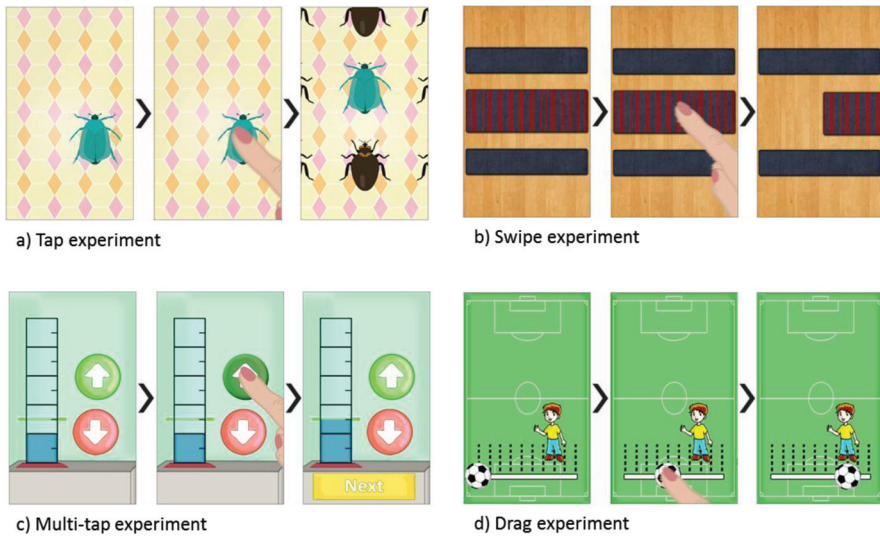 a) Tap experiment
b) Swipe experiment
Next
c) Multi-tap experiment
d) Drag experiment